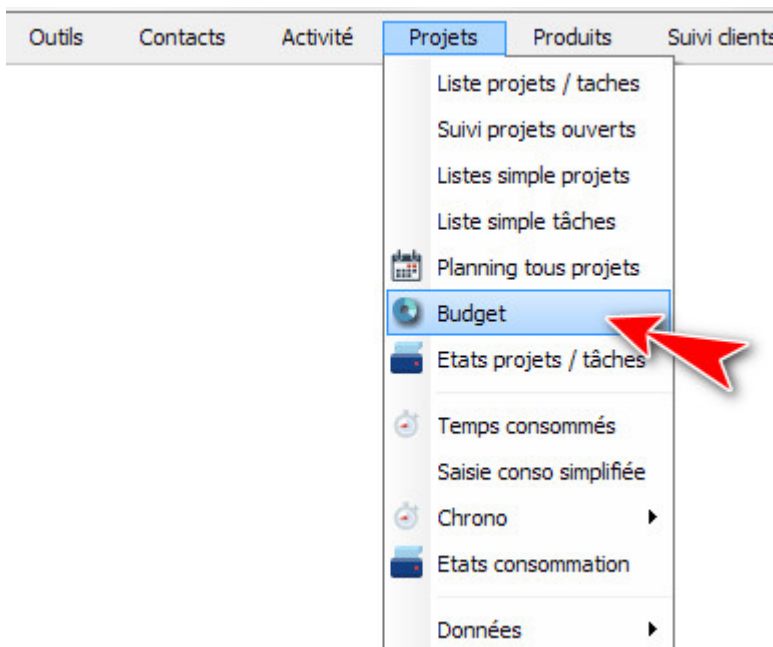 Outils Contacts Activité Projets Produits Suivi clients
Liste projets / taches
Suivi projets ouverts
Listes simple projets
Liste simple tâches
Planning tous projets
Budget
Etats projets / tâches
Temps consommés
Saisie conso simplifiée
Chrono
Etats consommation
Données